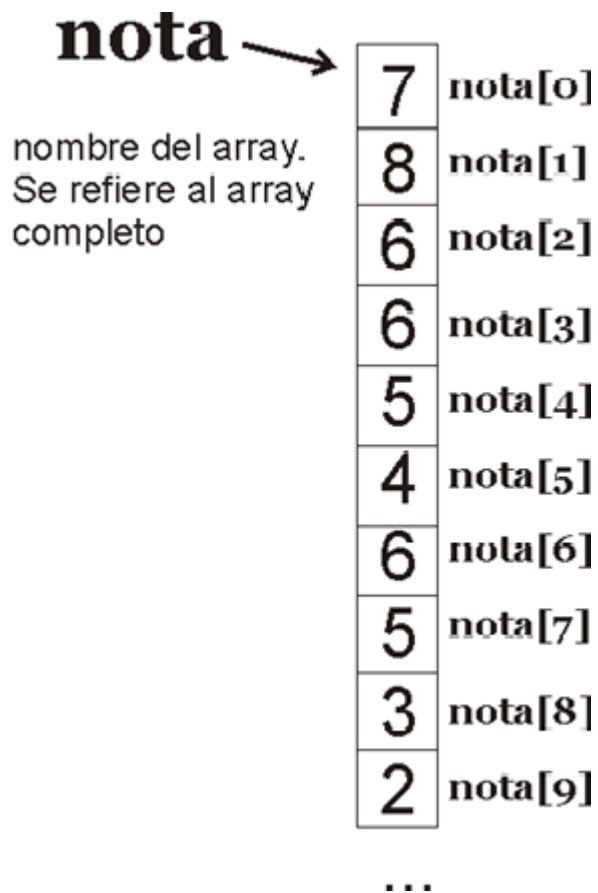 nota
nombre del array.
Se refiere al array
completo
7 nota[0]
8 nota[1]
6 nota[2]
6 nota[3]
5 nota[4]
4 nota[5]
6 nota[6]
5 nota[7]
3 nota[8]
2 nota[9]
...